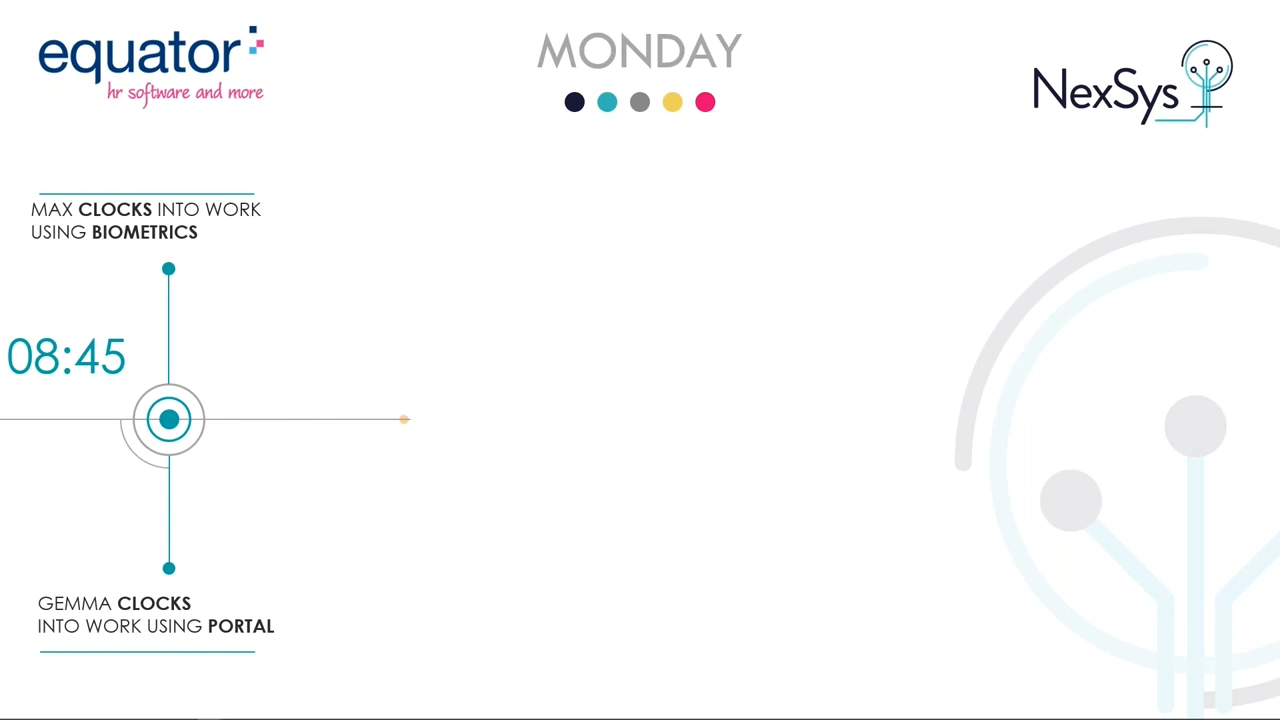 equator
hr software and more
MONDAY
NexSys
MAX CLOCKS INTO WORK
USING BIOMETRICS
08:45
GEMMA CLOCKS
INTO WORK USING PORTAL